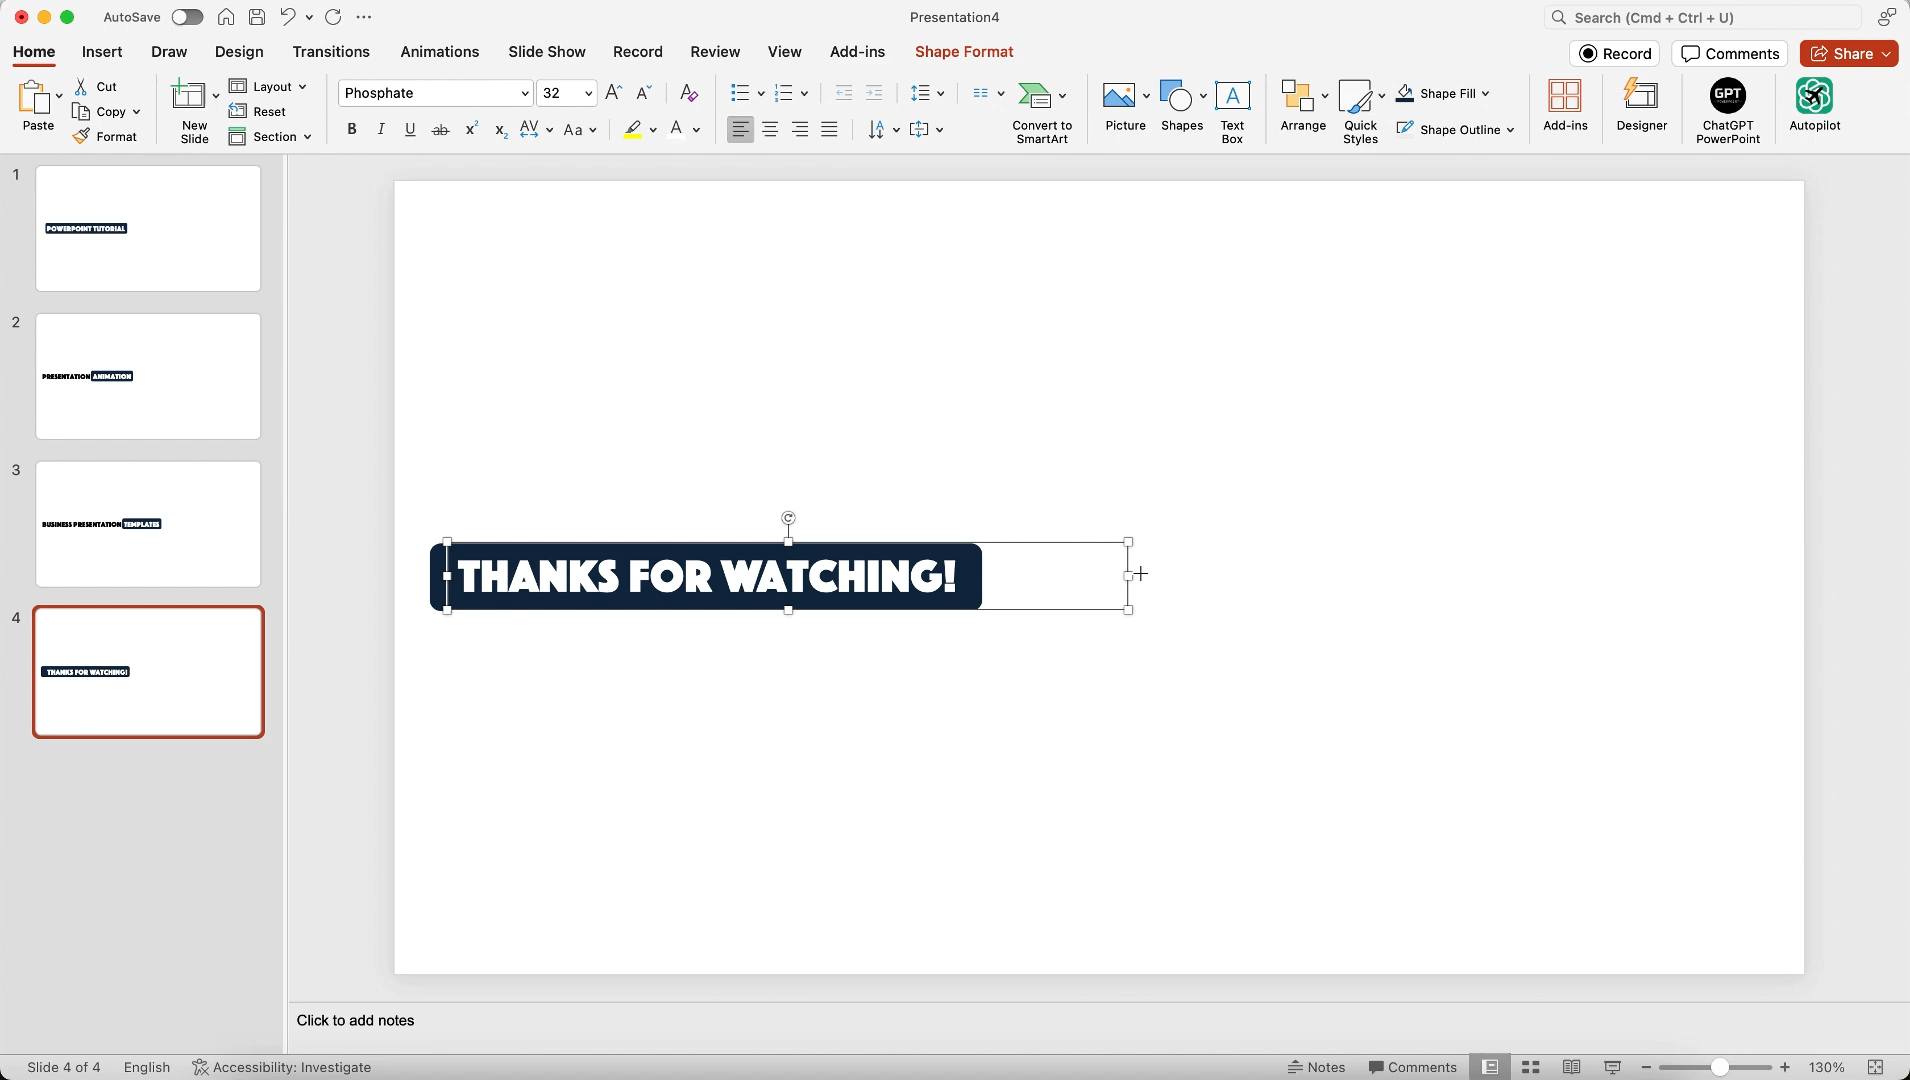 AutoSave
Presentation4
Search (Cmd + Ctrl + U)
Home Insert Draw Design Transitions Animations Slide Show Record Review View Add-ins Shape Format
Record Comments Share
Paste
Cut
Copy
Format
New Slide
Layout
Reset
Section
Phosphate 32
Convert to SmartArt
Picture
Shapes
Text Box
Arrange
Quick Styles
Shape Fill
Shape Outline
Add-ins
Designer
GPT
ChatGPT PowerPoint
Autopilot
1
POWERPOINT TUTORIAL
2
PRESENTATION ANIMATION
3
BUSINESS PRESENTATION TEMPLATES
4
THANKS FOR WATCHING!
THANKS FOR WATCHING!
Click to add notes
Slide 4 of 4 English Accessibility: Investigate Notes Comments 130%